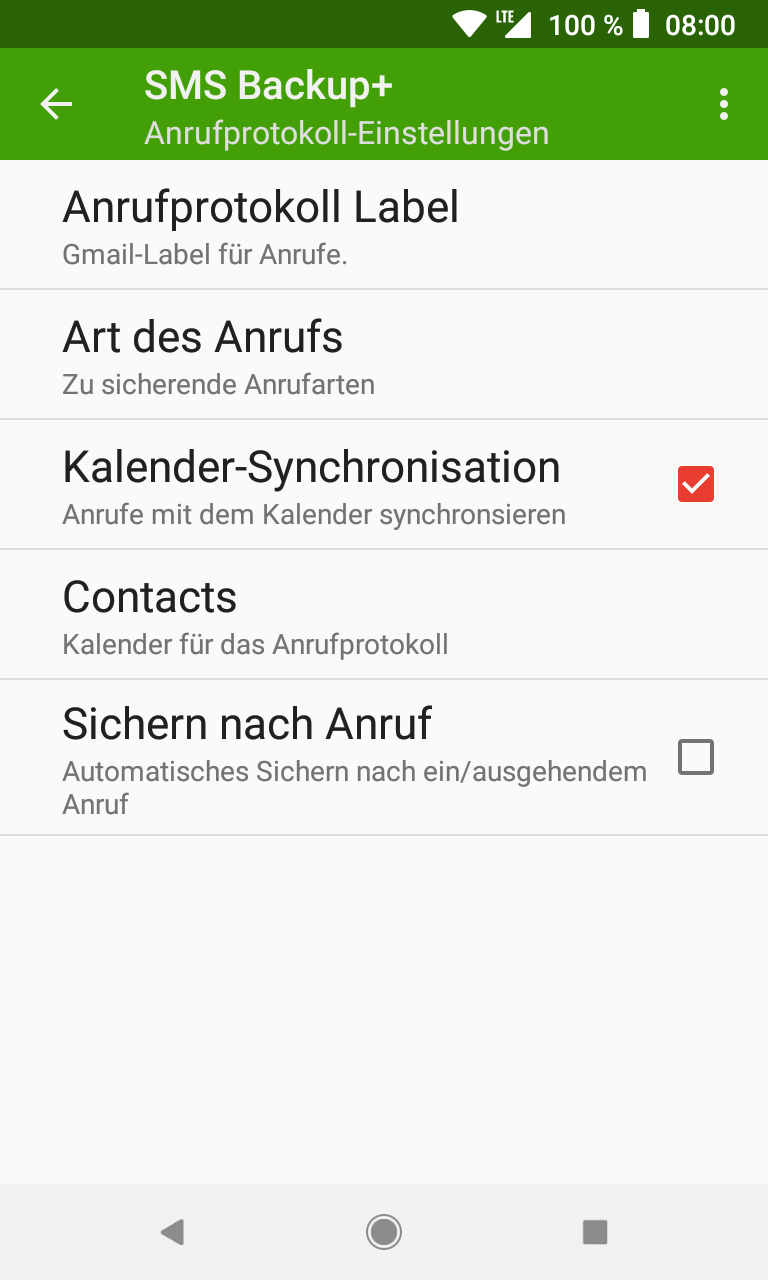 LTE 100 % 08:00
SMS Backup+
Anrufprotokoll-Einstellungen
Anrufprotokoll Label
Gmail-Label für Anrufe.
Art des Anrufs
Zu sicherende Anrufarten
Kalender-Synchronisation
Anrufe mit dem Kalender synchronsieren
Contacts
Kalender für das Anrufprotokoll
Sichern nach Anruf
Automatisches Sichern nach ein/ausgehendem
Anruf